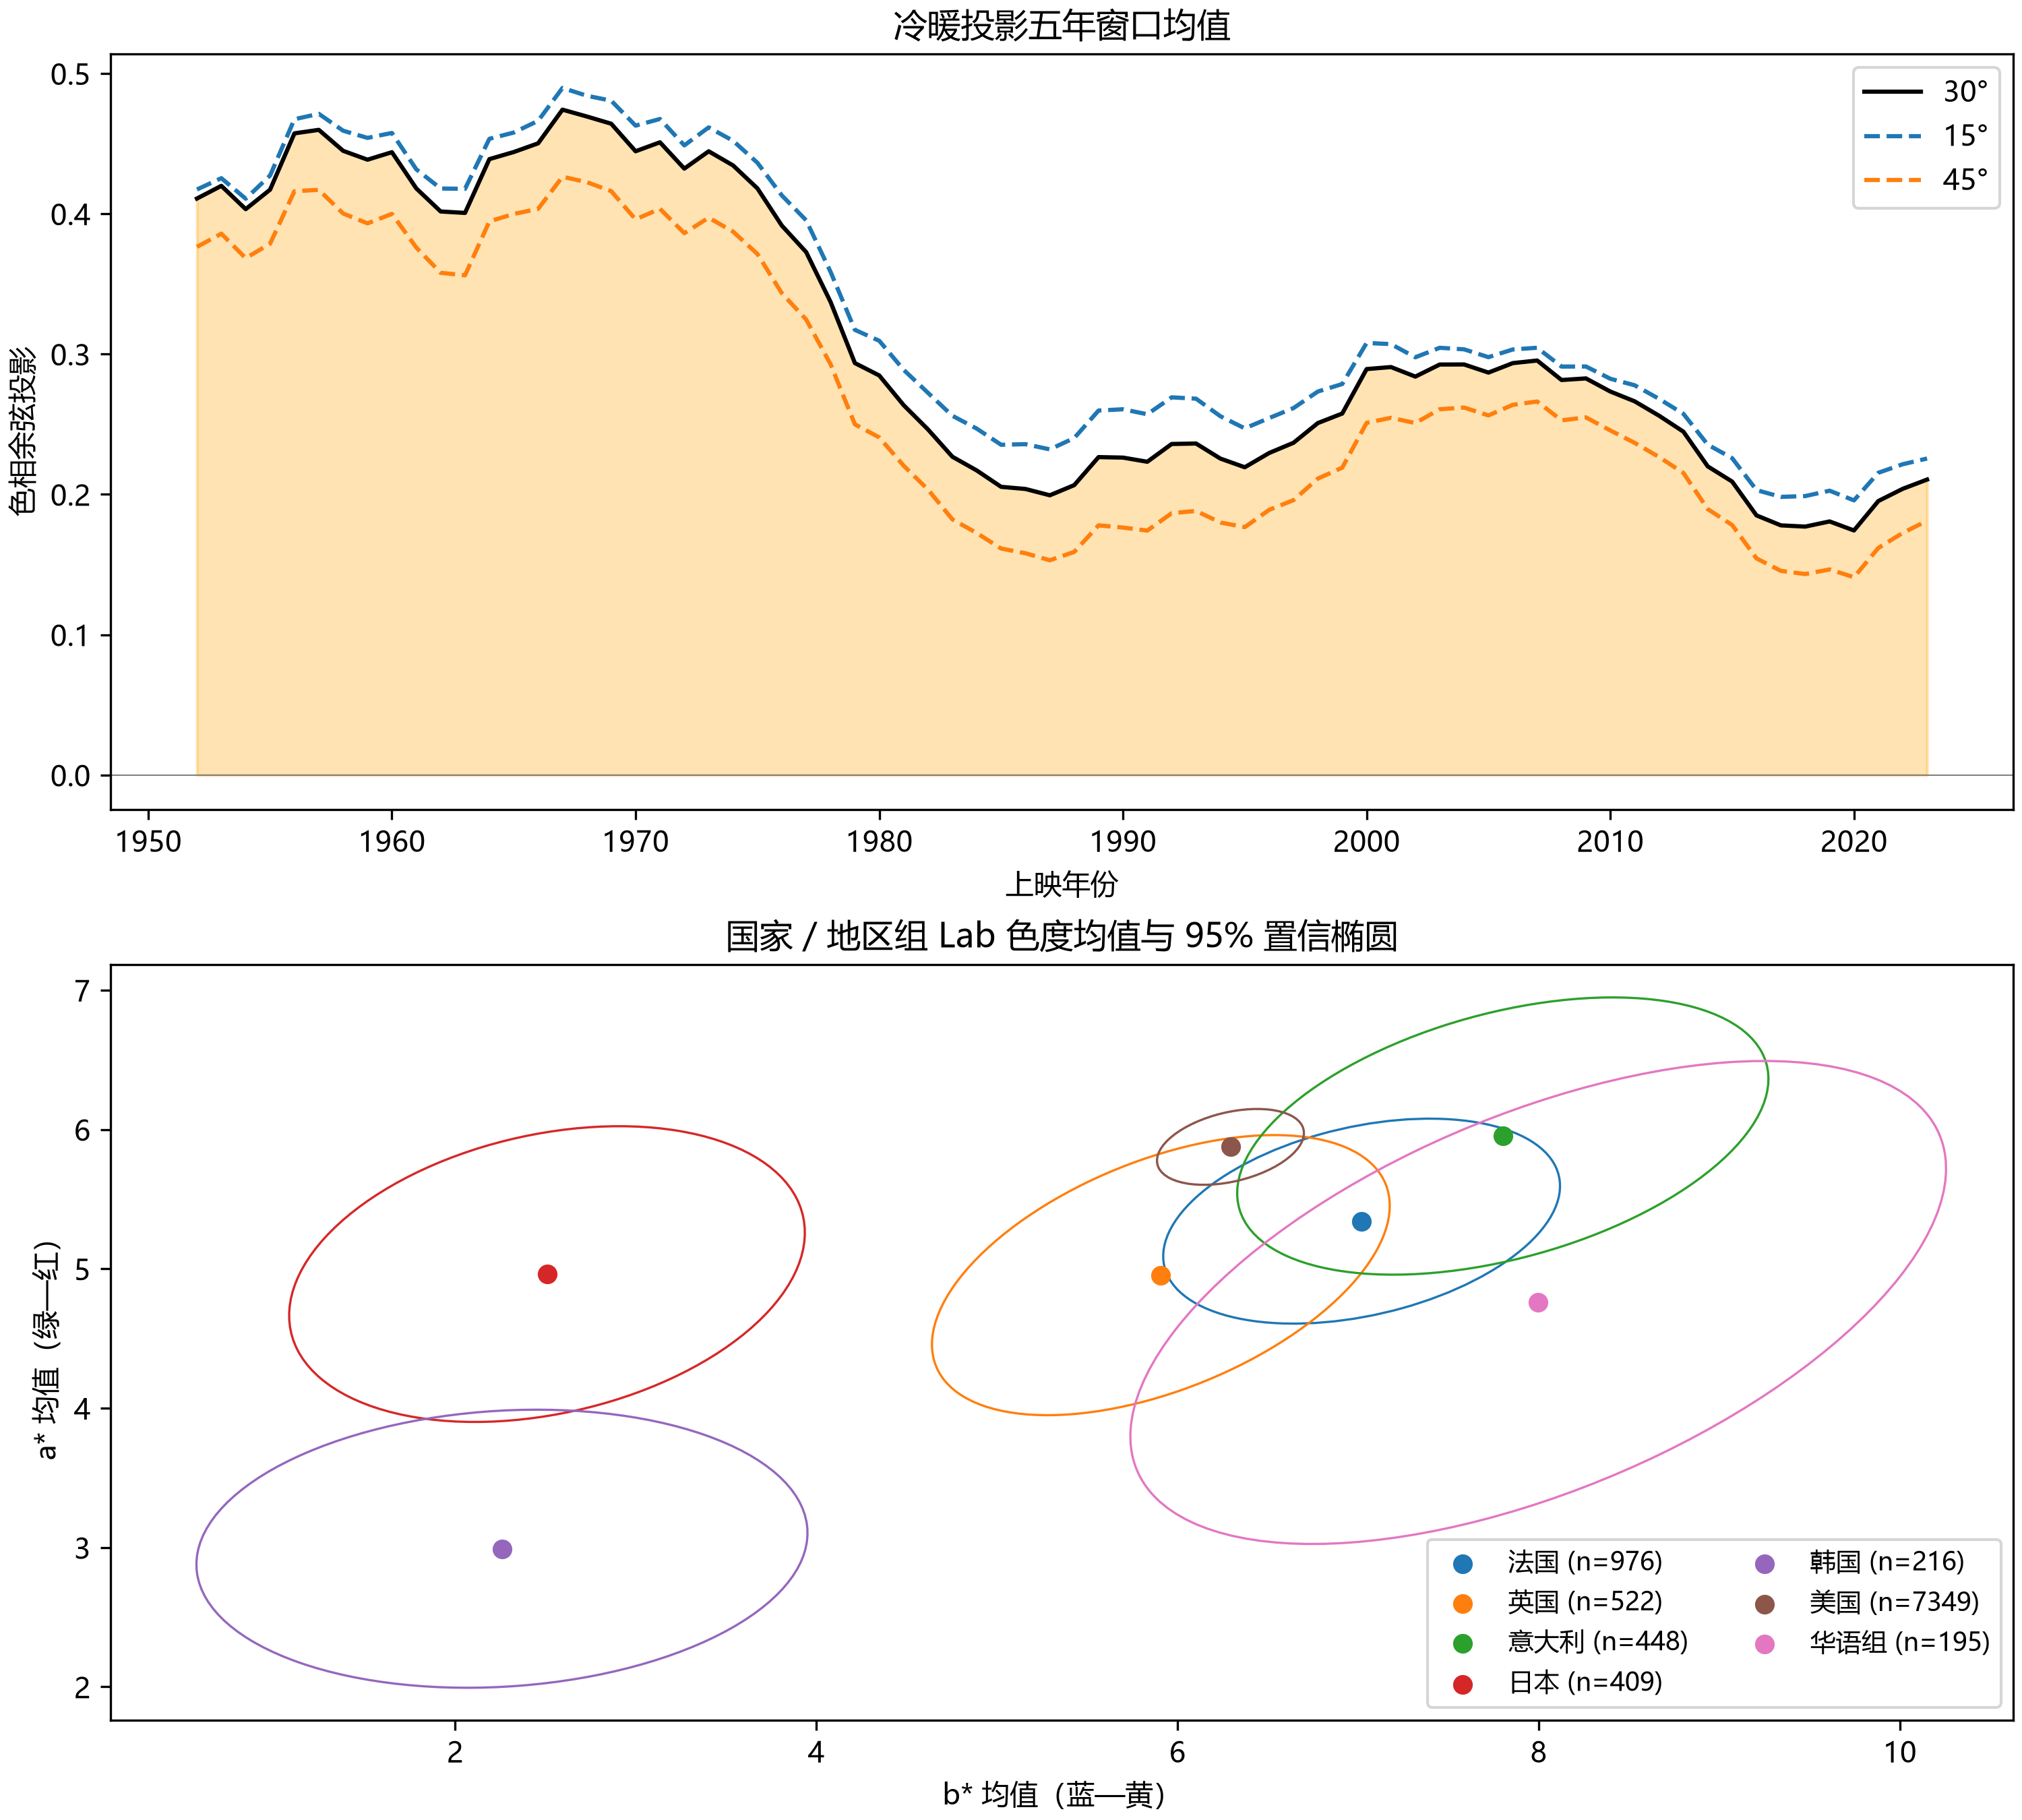 冷暖投影五年窗口均值
0.5
0.4
0.3
0.2
0.1
0.0
色相余弦投影
30°
15°
45°
1950 1960 1970 1980 1990 2000 2010 2020
上映年份
国家 / 地区组 Lab 色度均值与 95% 置信椭圆
7
6
5
4
3
2
a* 均值（绿—红）
法国 (n=976)
英国 (n=522)
意大利 (n=448)
日本 (n=409)
韩国 (n=216)
美国 (n=7349)
华语组 (n=195)
2 4 6 8 10
b* 均值（蓝—黄）